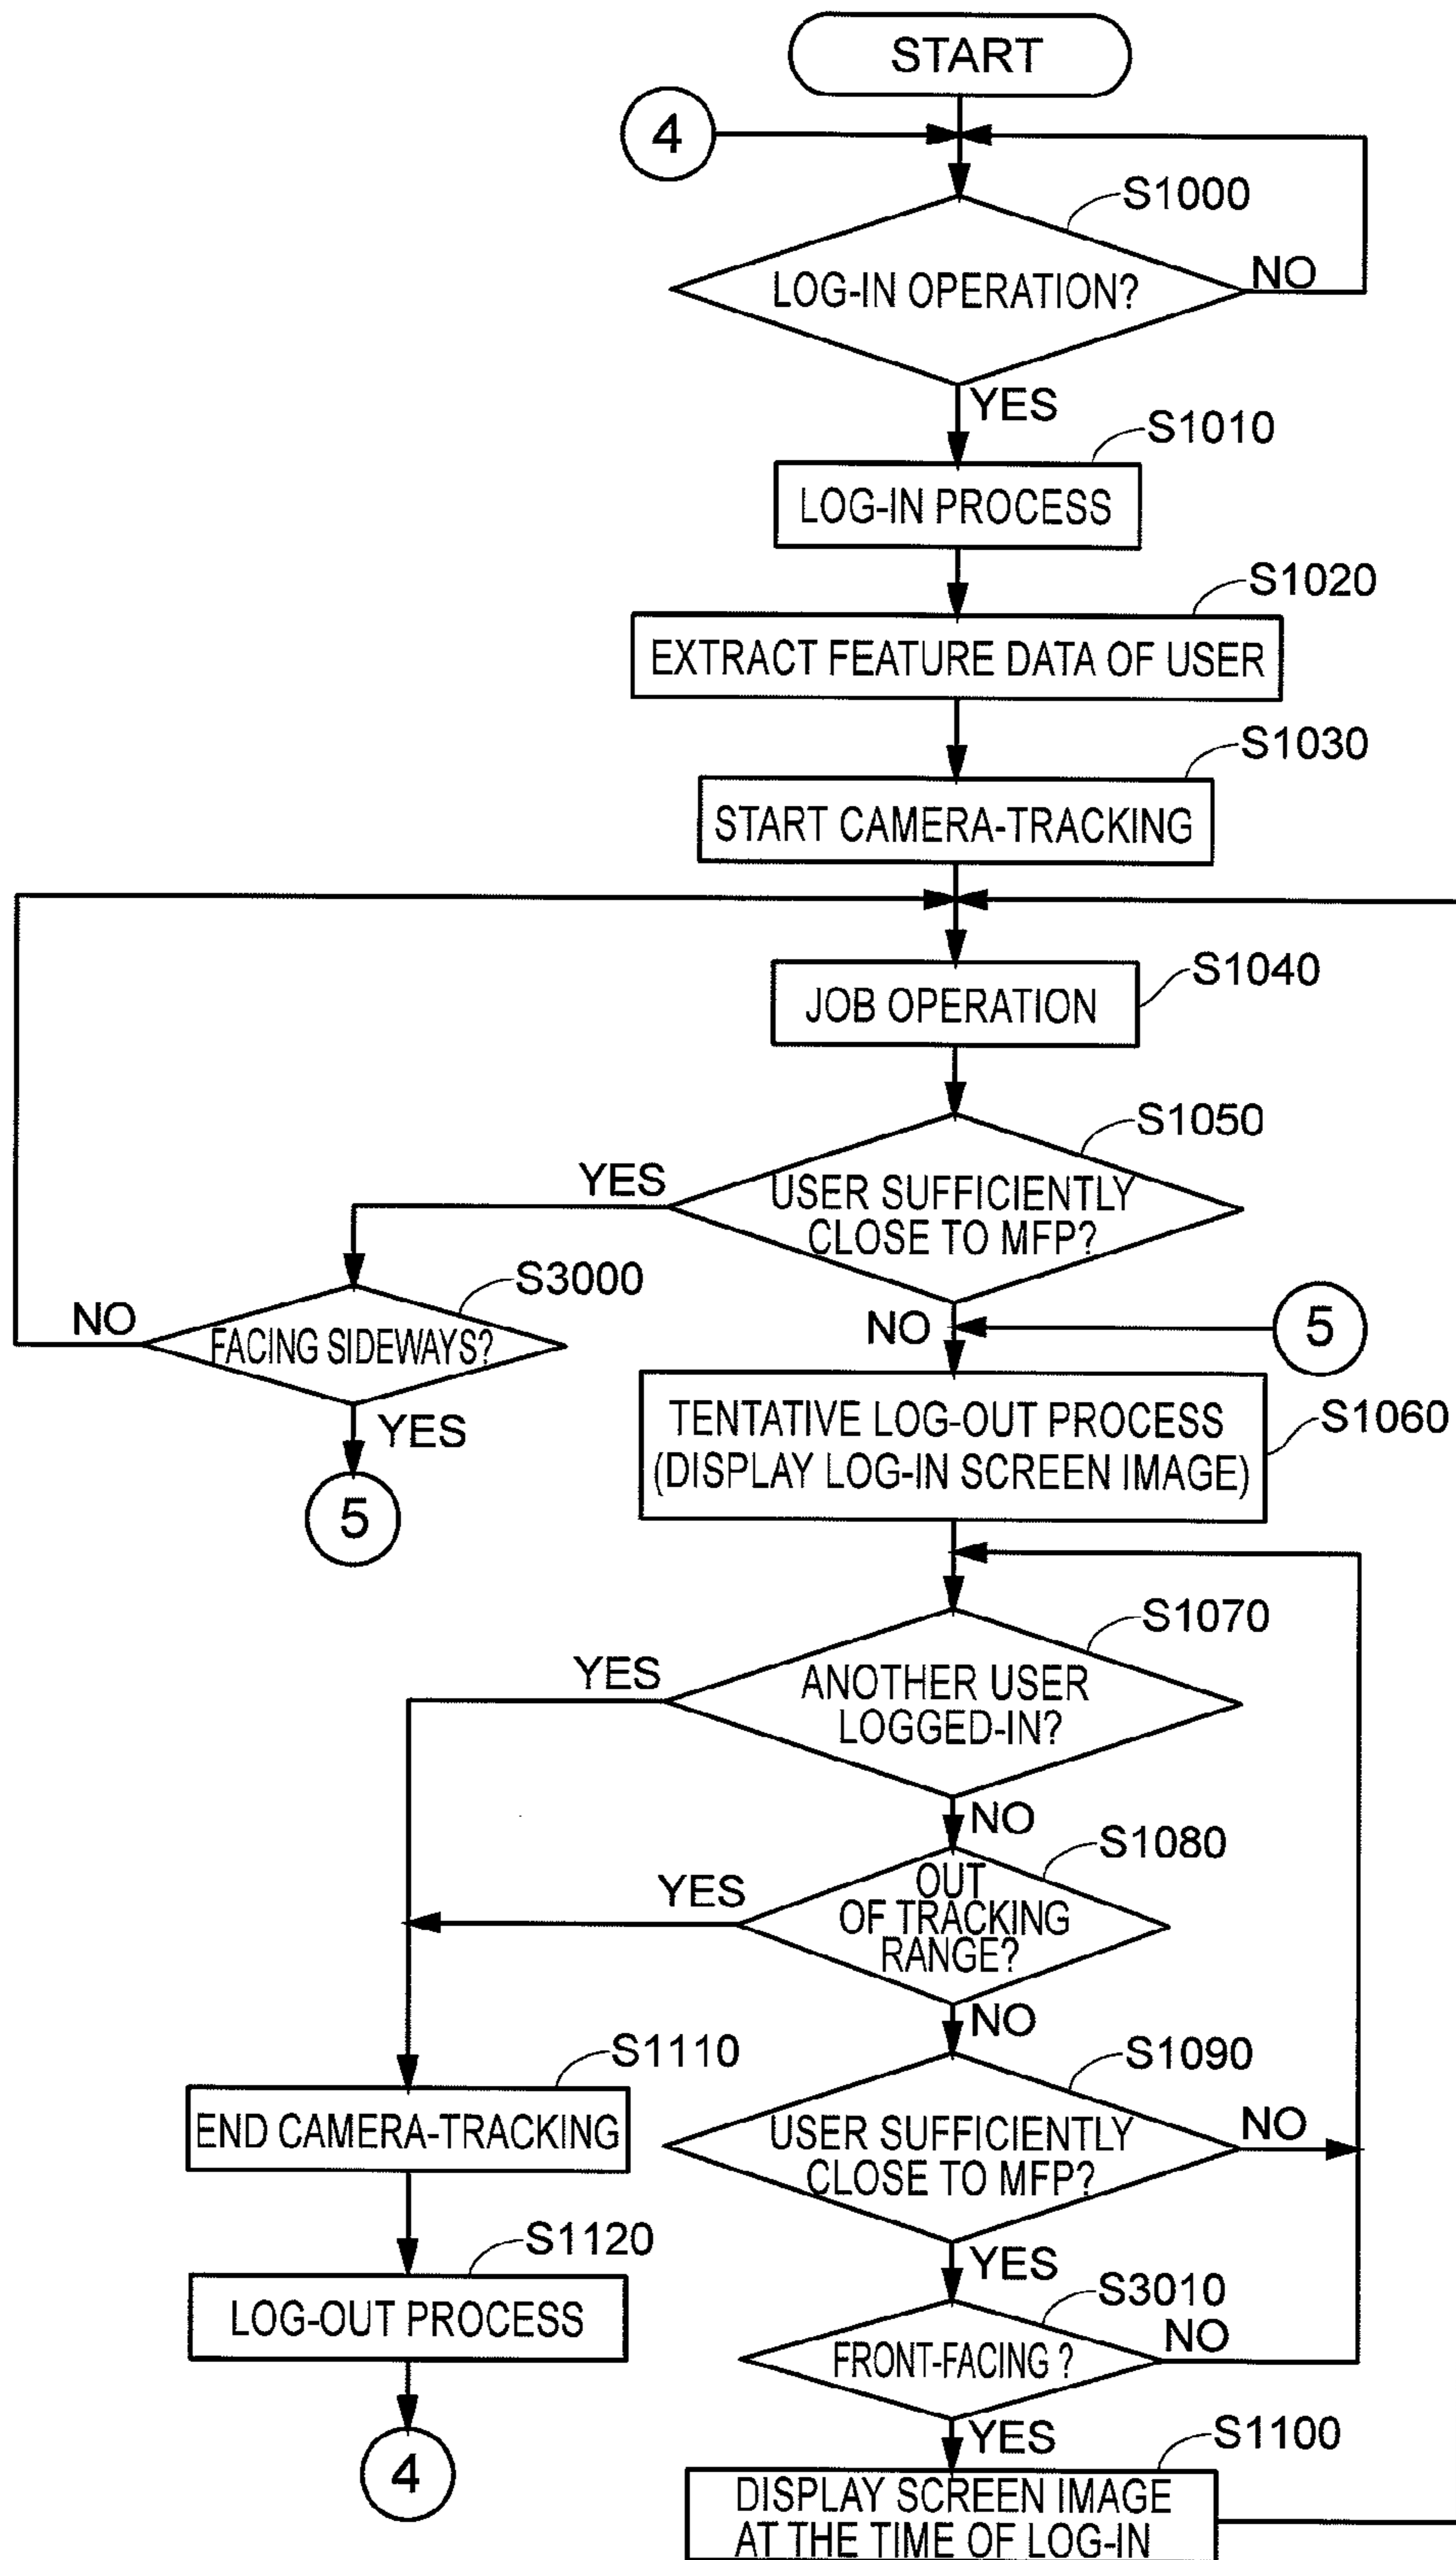 START
4
S1000
LOG-IN OPERATION?
NO
YES
S1010
LOG-IN PROCESS
S1020
EXTRACT FEATURE DATA OF USER
S1030
START CAMERA-TRACKING
S1040
JOB OPERATION
S1050
YES
USER SUFFICIENTLY
CLOSE TO MFP?
S3000
NO
FACING SIDEWAYS?
YES
5
NO
5
S1060
TENTATIVE LOG-OUT PROCESS
(DISPLAY LOG-IN SCREEN IMAGE)
S1070
YES
ANOTHER USER
LOGGED-IN?
NO
S1080
YES
OUT
OF TRACKING
RANGE?
NO
S1110
END CAMERA-TRACKING
S1090
USER SUFFICIENTLY
CLOSE TO MFP?
NO
YES
S1120
LOG-OUT PROCESS
4
S3010
FRONT-FACING ?
NO
YES
S1100
DISPLAY SCREEN IMAGE
AT THE TIME OF LOG-IN